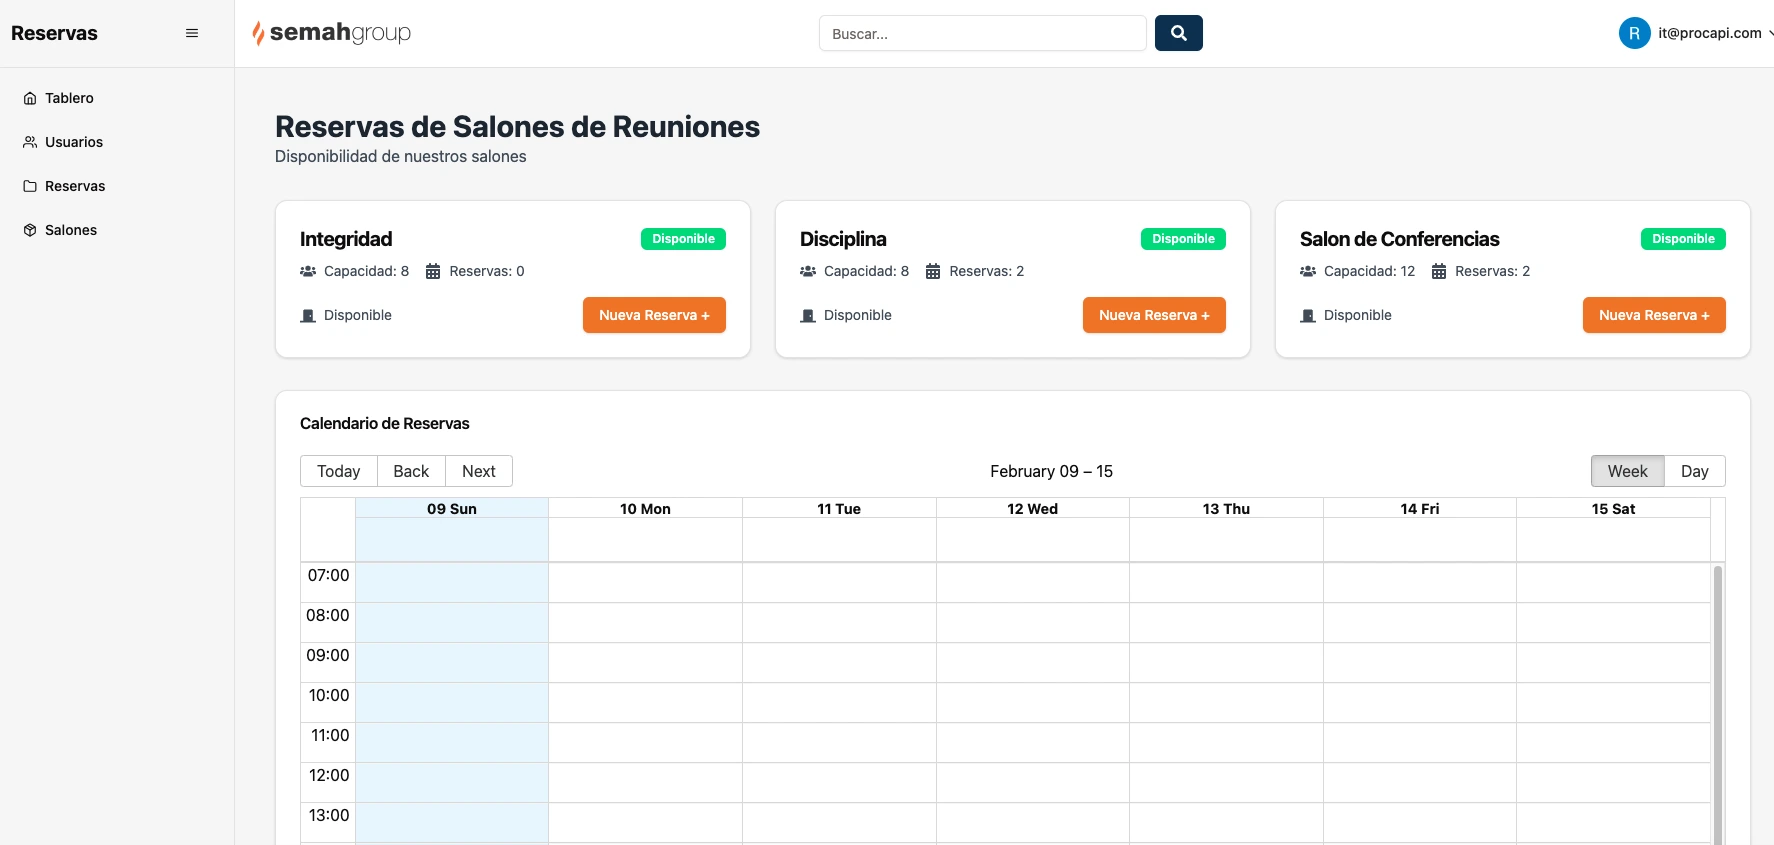 Reservas
semahgroup
Buscar...
R it@procapi.com
Tablero
Usuarios
Reservas
Salones
Reservas de Salones de Reuniones
Disponibilidad de nuestros salones
Integridad Disponible
Capacidad: 8 Reservas: 0
Disponible Nueva Reserva +
Disciplina Disponible
Capacidad: 8 Reservas: 2
Disponible Nueva Reserva +
Salon de Conferencias Disponible
Capacidad: 12 Reservas: 2
Disponible Nueva Reserva +
Calendario de Reservas
Today Back Next February 09 – 15 Week Day
09 Sun 10 Mon 11 Tue 12 Wed 13 Thu 14 Fri 15 Sat
07:00
08:00
09:00
10:00
11:00
12:00
13:00